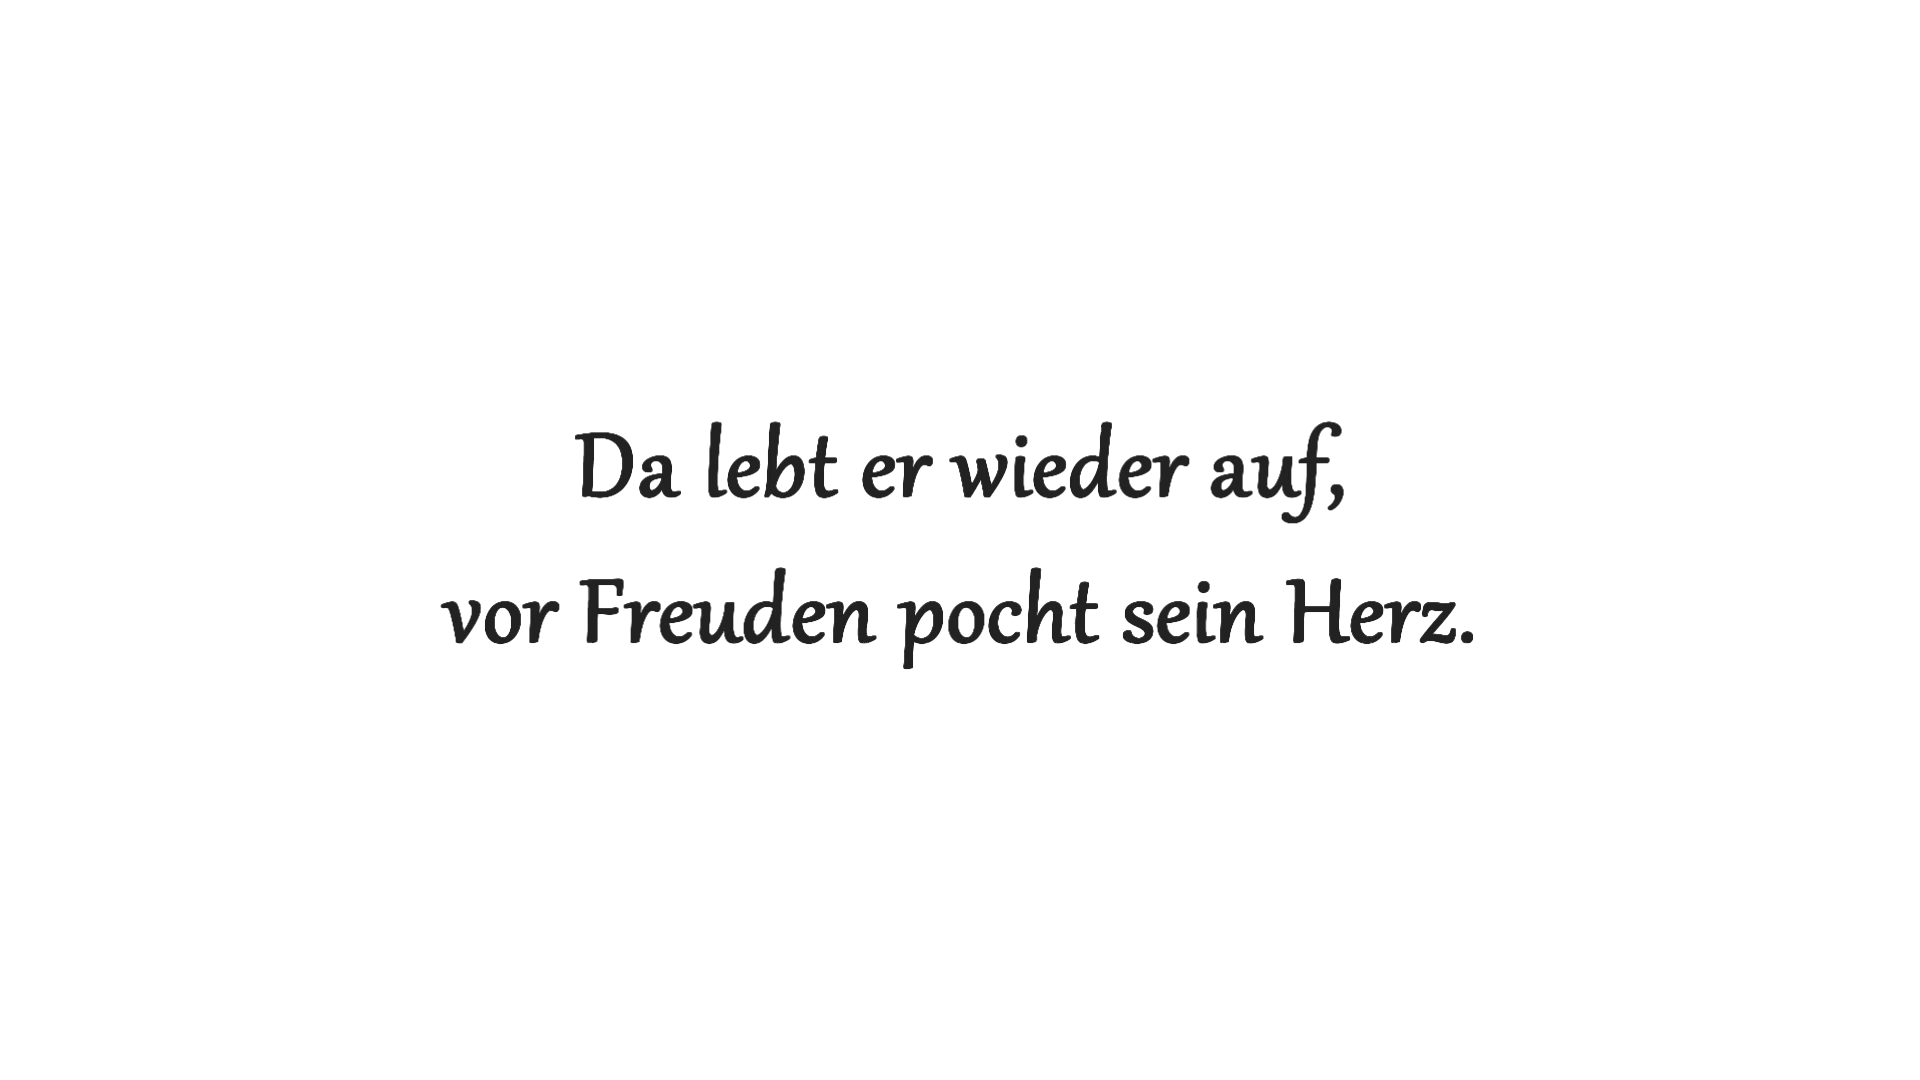 Da lebt er wieder auf,
vor Freuden pocht sein Herz.